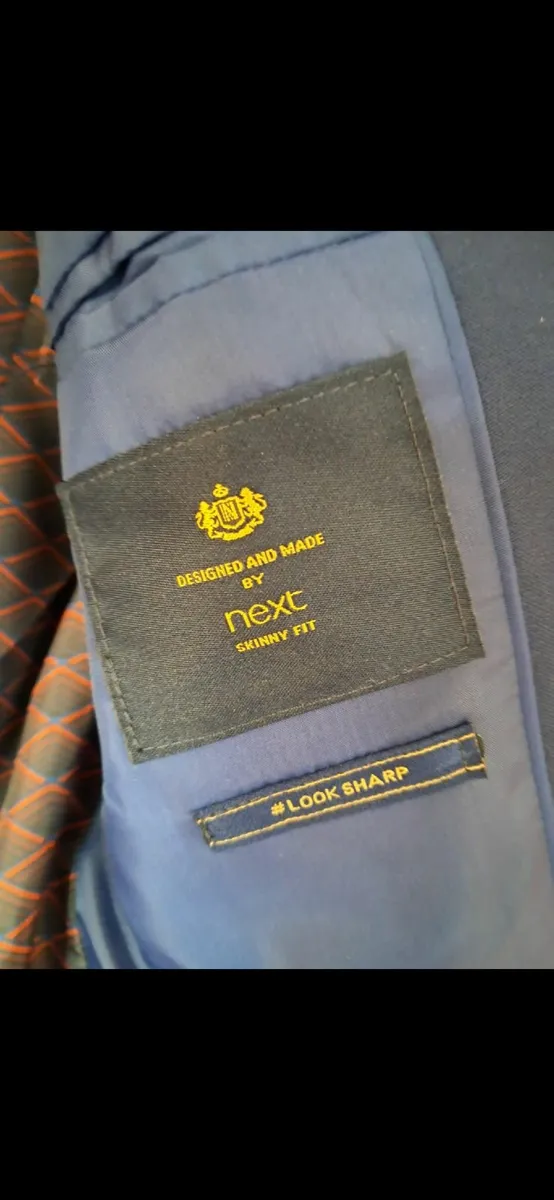 DESIGNED AND MADE
BY
next
SKINNY FIT
#LOOK SHARP